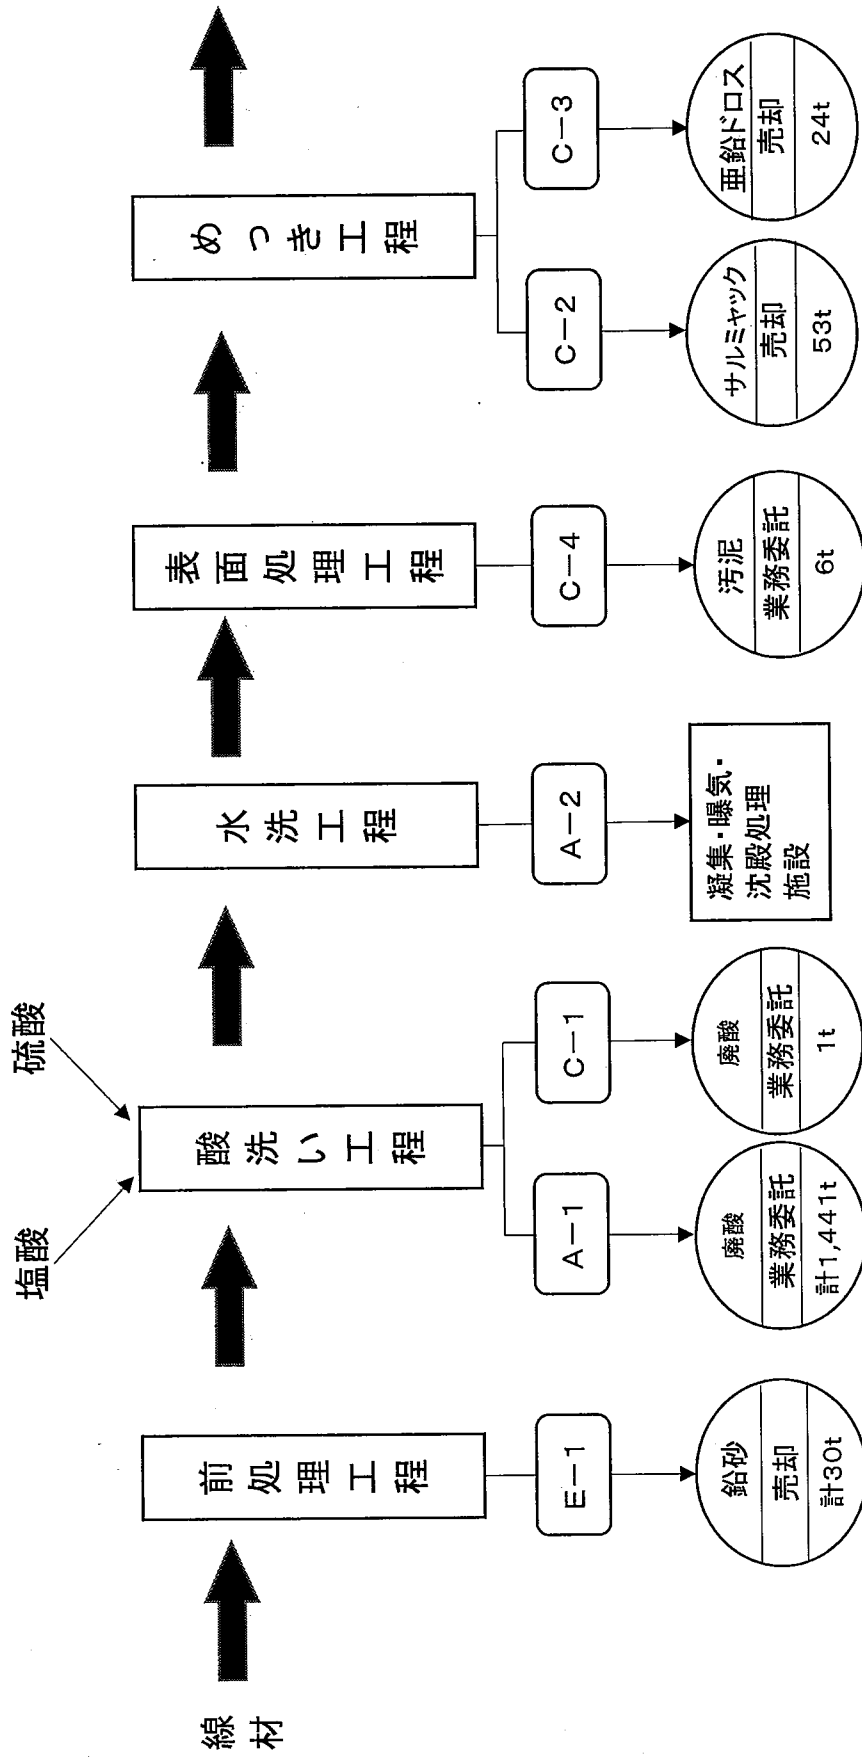 硫酸
塩酸
線材
前処理工程
酸洗い工程
水洗工程
表面処理工程
めっき工程
E－1
A－1
C－1
A－2
C－4
C－2
C－3
鉛砂
売却
計30t
廃酸
業務委託
計1,441t
廃酸
業務委託
1t
凝集・曝気・
沈殿処理
施設
汚泥
業務委託
6t
サルミヤック
売却
53t
亜鉛ドロス
売却
24t